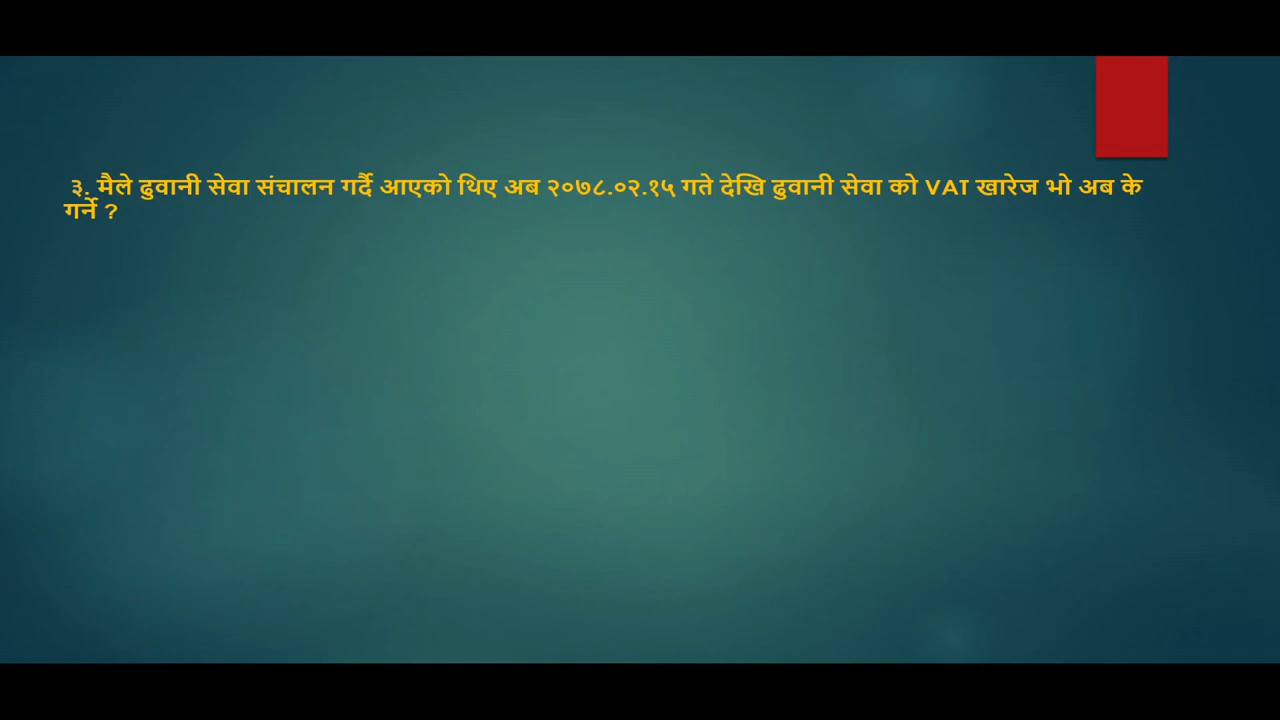 ३. मैले ढुवानी सेवा संचालन गर्दै आएको थिए अब २०७८.०२.१५ गते देखि ढुवानी सेवा को VAT खारेज भो अब के
गर्ने ?